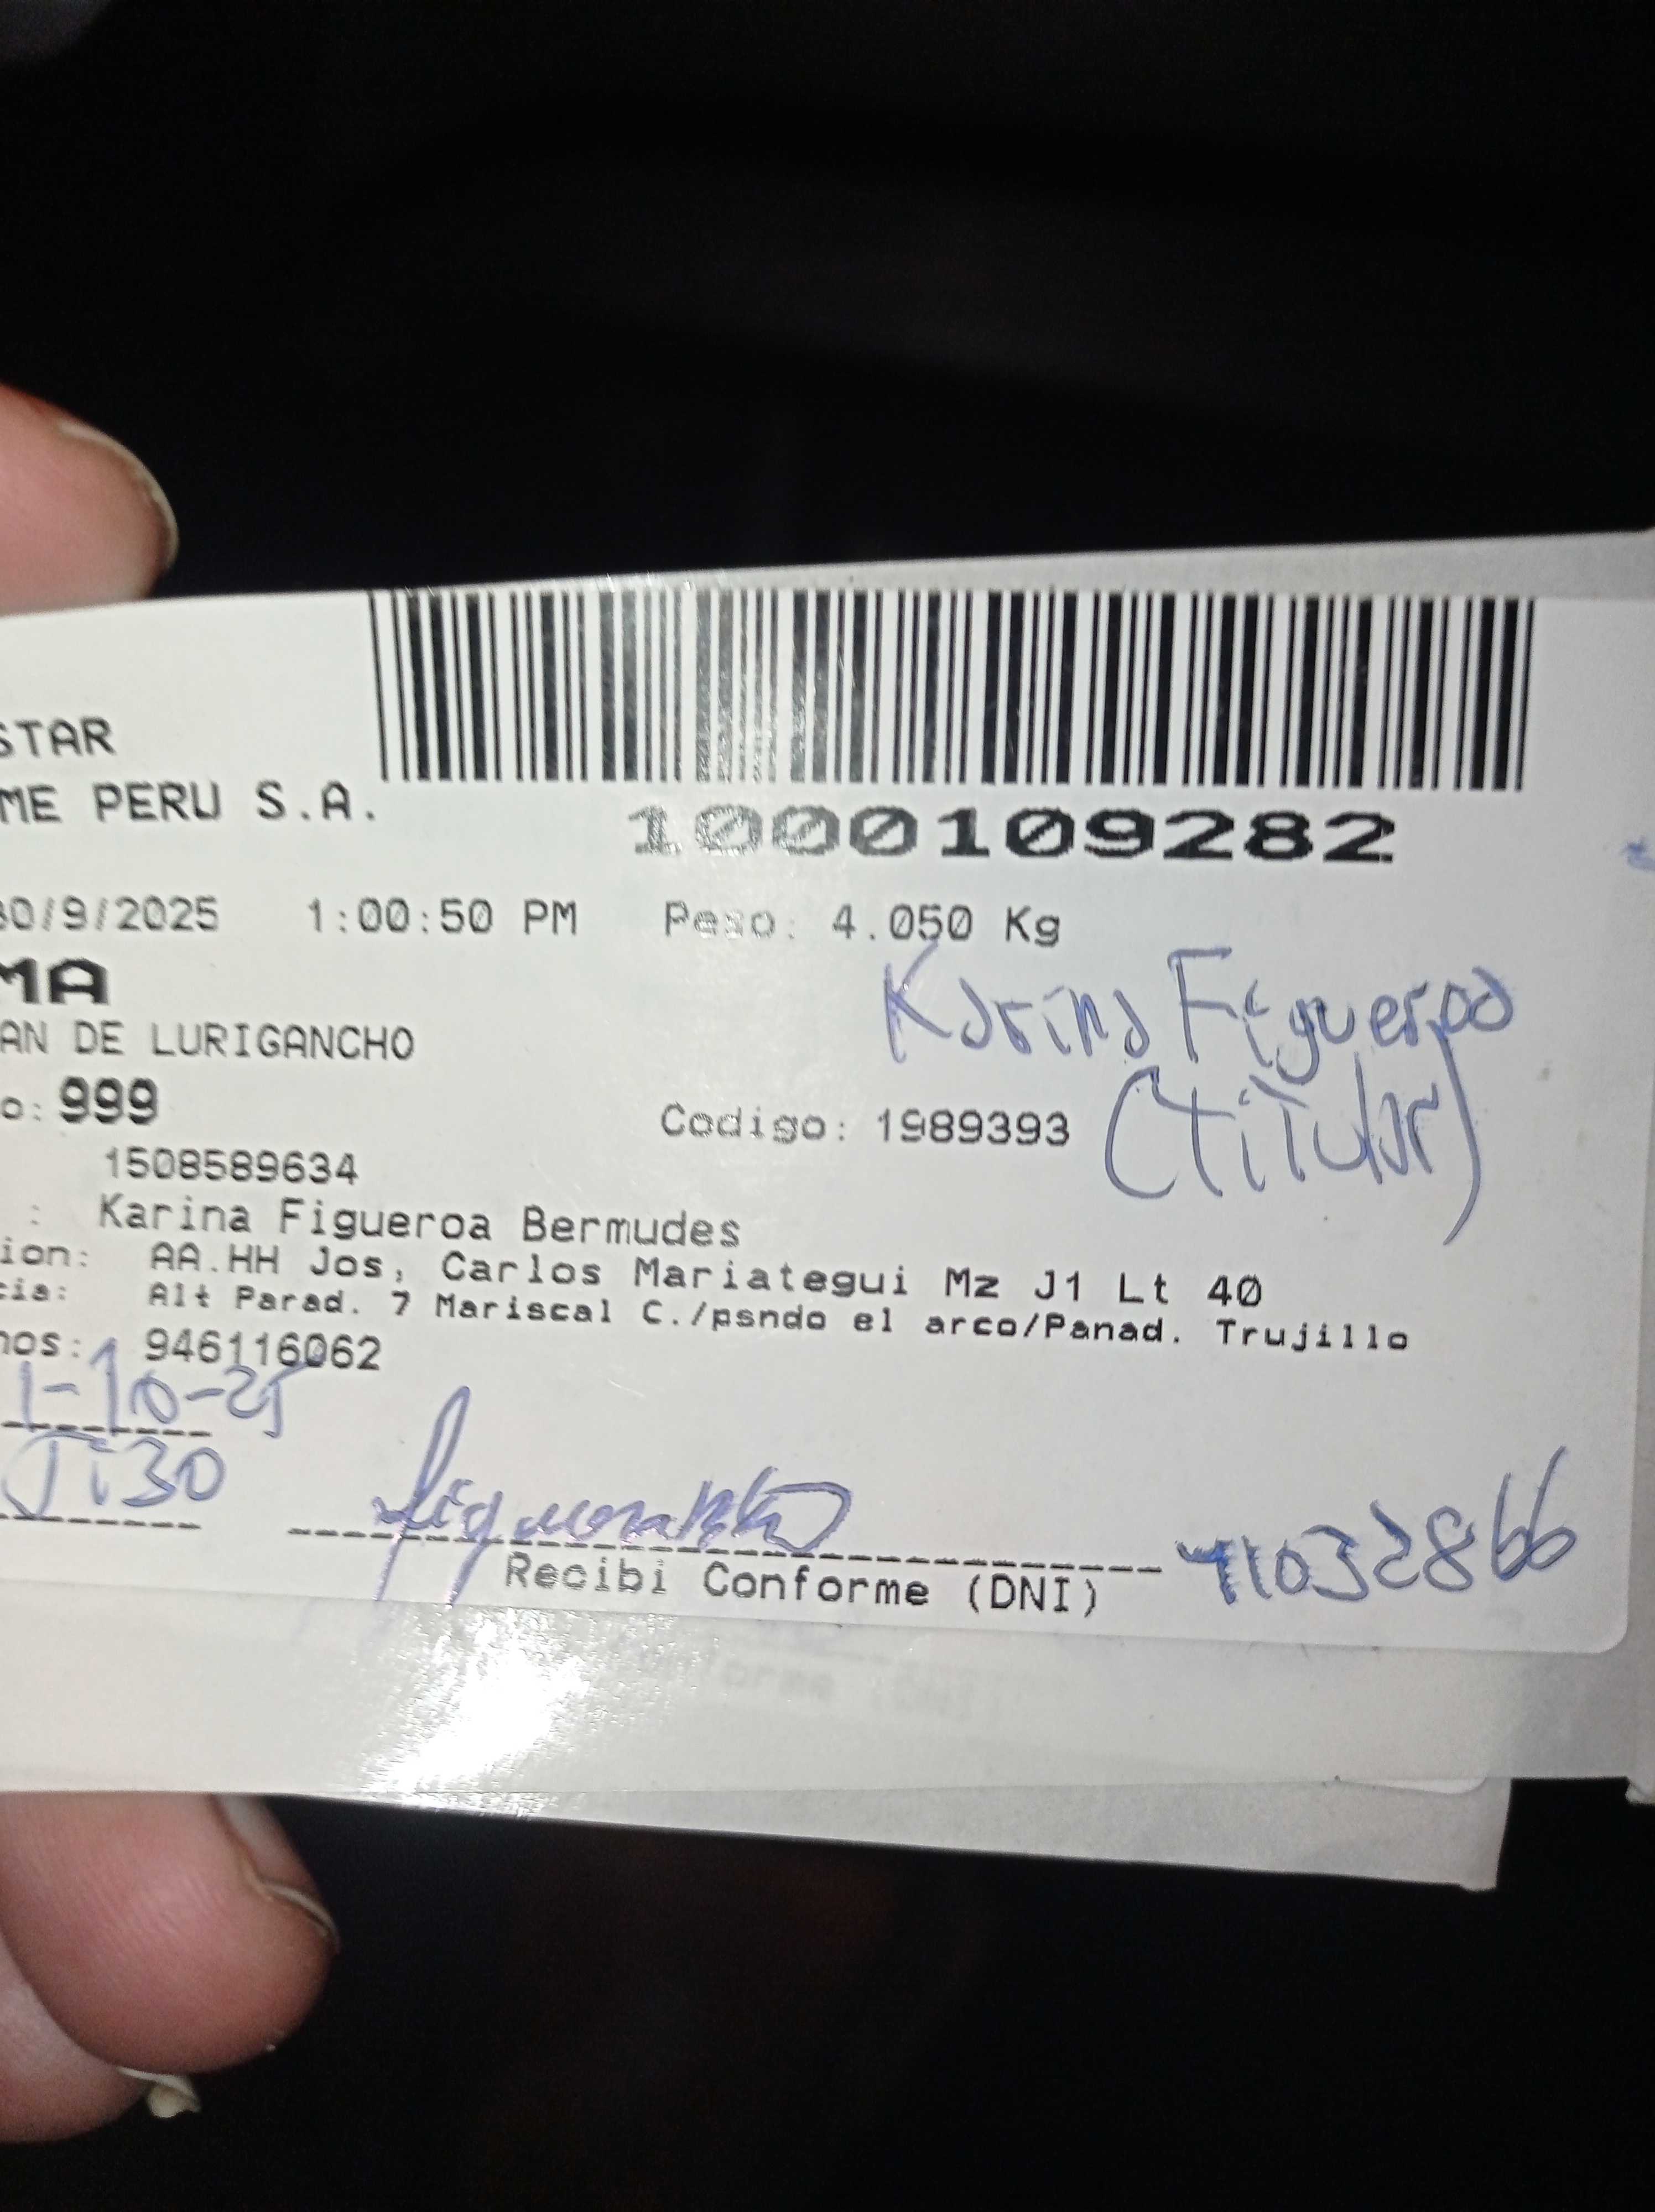 STAR
ME PERU S.A.
1000109282
30/9/2025 1:00:50 PM Peso: 4.050 Kg
MA
Karina Figueroa
AN DE LURIGANCHO
(Titular)
o: 999 Codigo: 1989393
1508589634
: Karina Figueroa Bermudes
ion: AA.HH Jos, Carlos Mariategui Mz J1 Lt 40
cia: Alt Parad. 7 Mariscal C./psndo el arco/Panad. Trujillo
nos: 946116062
1-10-25
Recibi Conforme (DNI)